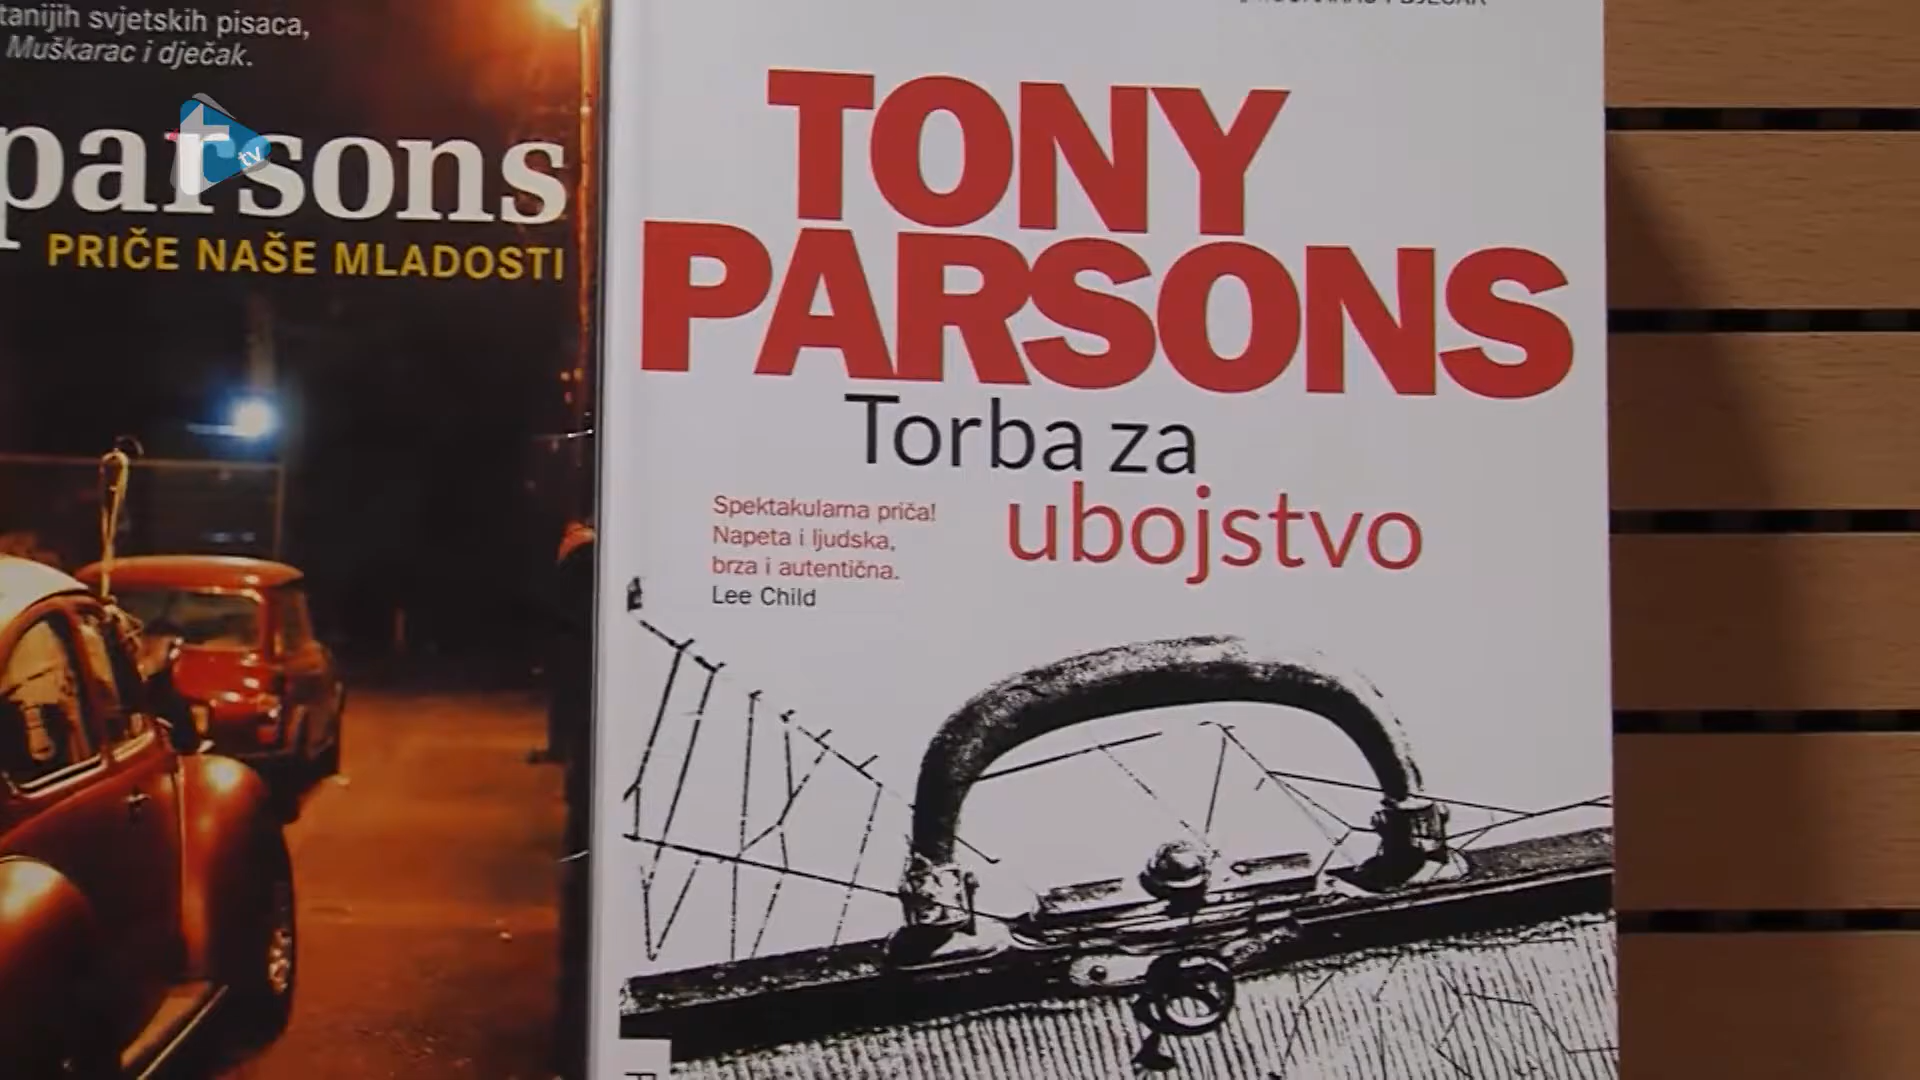 tanijih svjetskih pisaca,
Muškarac i dječak.
parsons
PRIČE NAŠE MLADOSTI
tv
TONY
PARSONS
Torba za
ubojstvo
Spektakularna priča!
Napeta i ljudska,
brza i autentična.
Lee Child